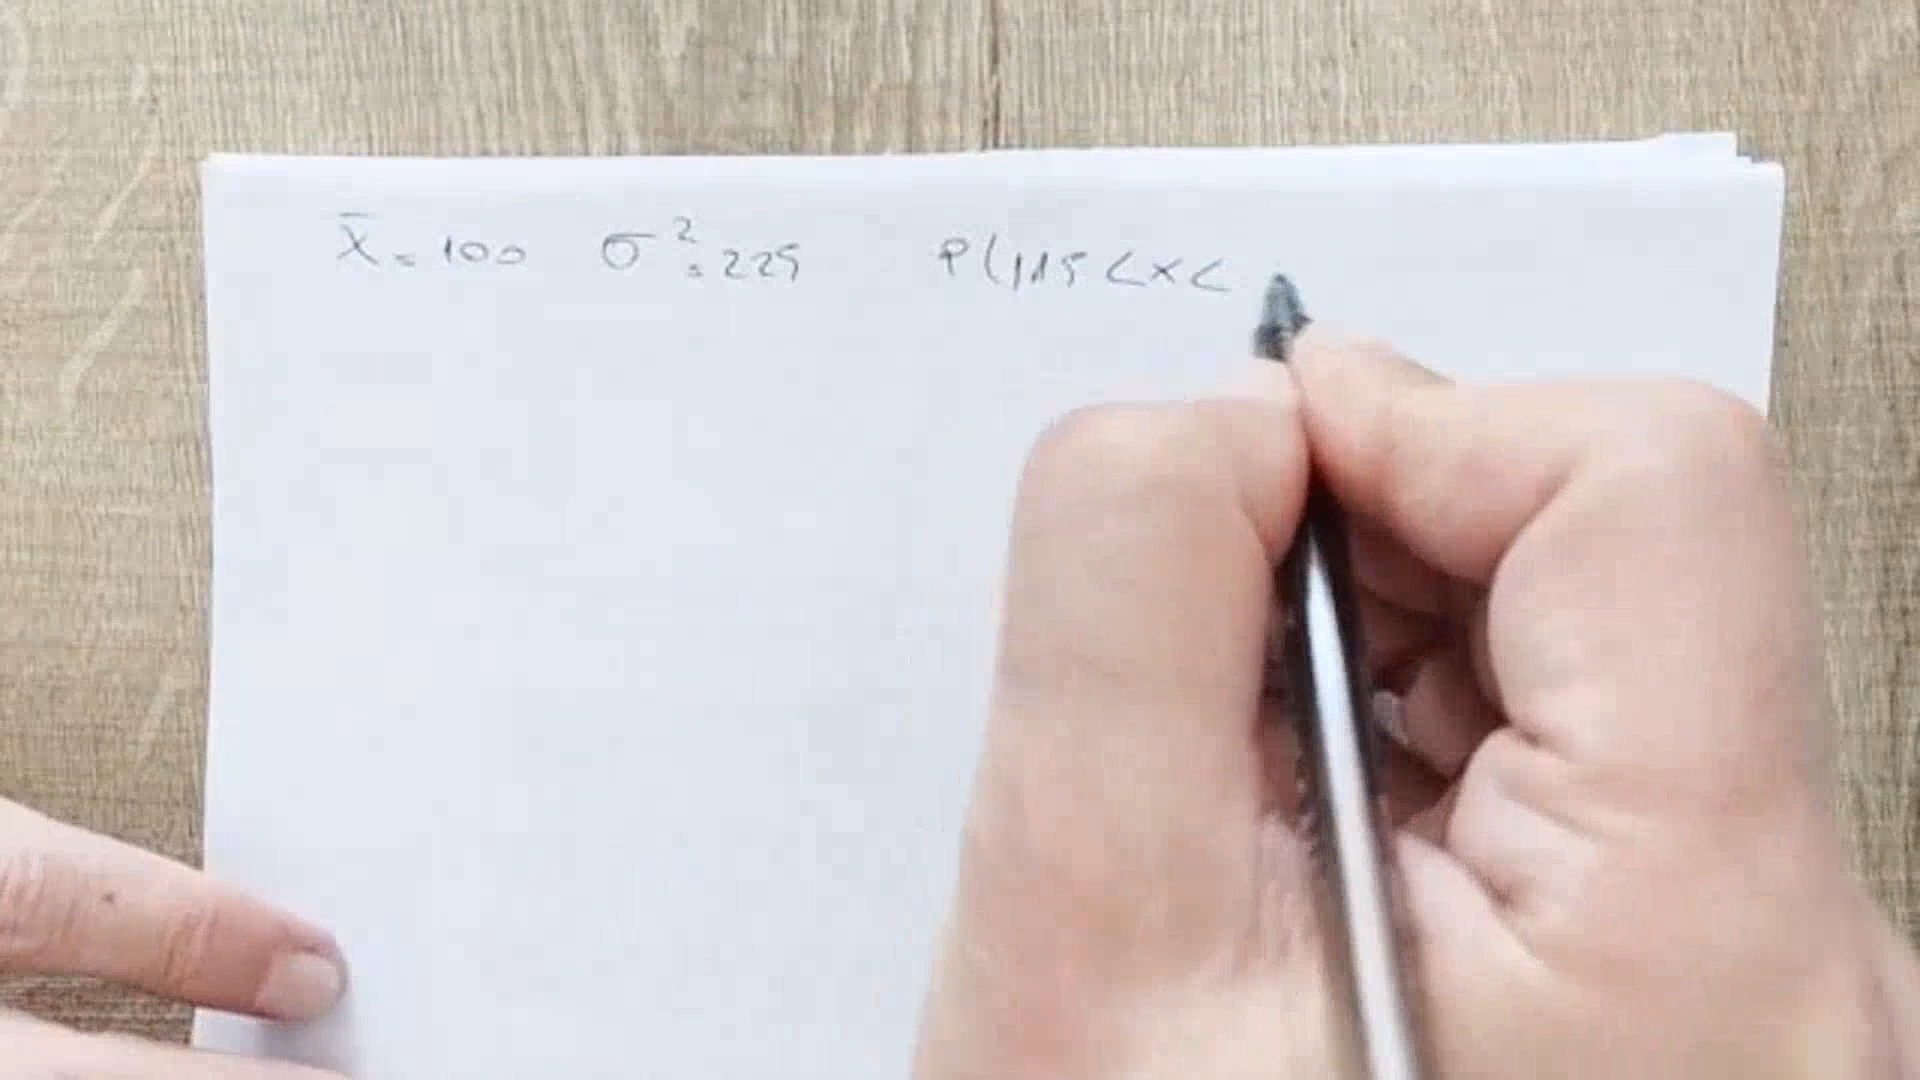 x̄ = 100 σ² = 225 P(115 < x <